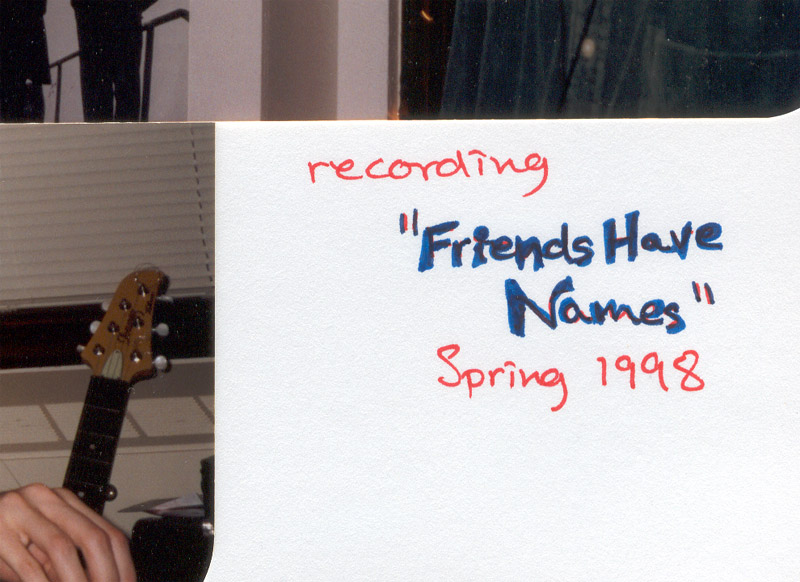 recording
"Friends Have
Names"
Spring 1998